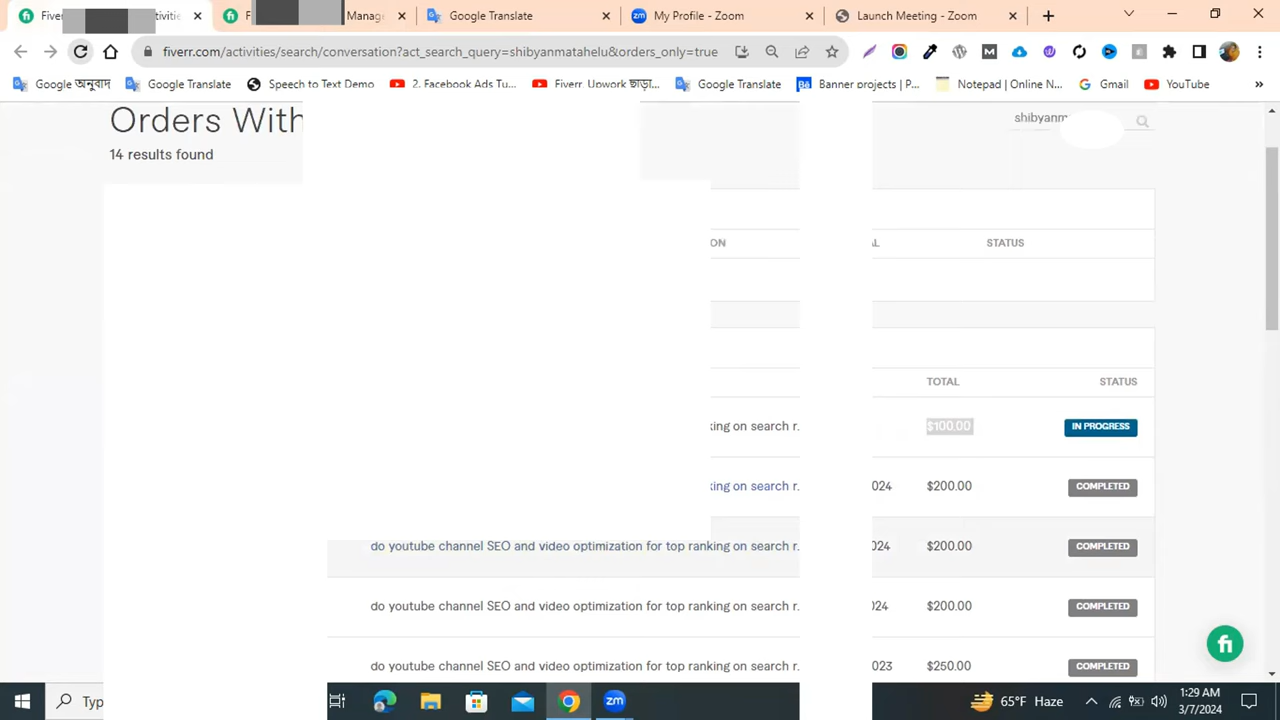 Fiverr
ctivities
F
Manag
Google Translate
My Profile - Zoom
Launch Meeting - Zoom
fiverr.com/activities/search/conversation?act_search_query=shibyanmatahelu&orders_only=true
Google অনুবাদ
Google Translate
Speech to Text Demo
2. Facebook Ads Tu...
Fiverr, Upwork ভাড়া...
Google Translate
Banner projects | P...
Notepad | Online N...
Gmail
YouTube
»
Orders With
shibyanm
14 results found
ON
AL
STATUS
TOTAL
STATUS
king on search r.
$100.00
IN PROGRESS
king on search r.
024
$200.00
COMPLETED
do youtube channel SEO and video optimization for top ranking on search r.
024
$200.00
COMPLETED
do youtube channel SEO and video optimization for top ranking on search r.
024
$200.00
COMPLETED
do youtube channel SEO and video optimization for top ranking on search r.
023
$250.00
COMPLETED
fi
Typ
zm
65°F Haze
1:29 AM
3/7/2024